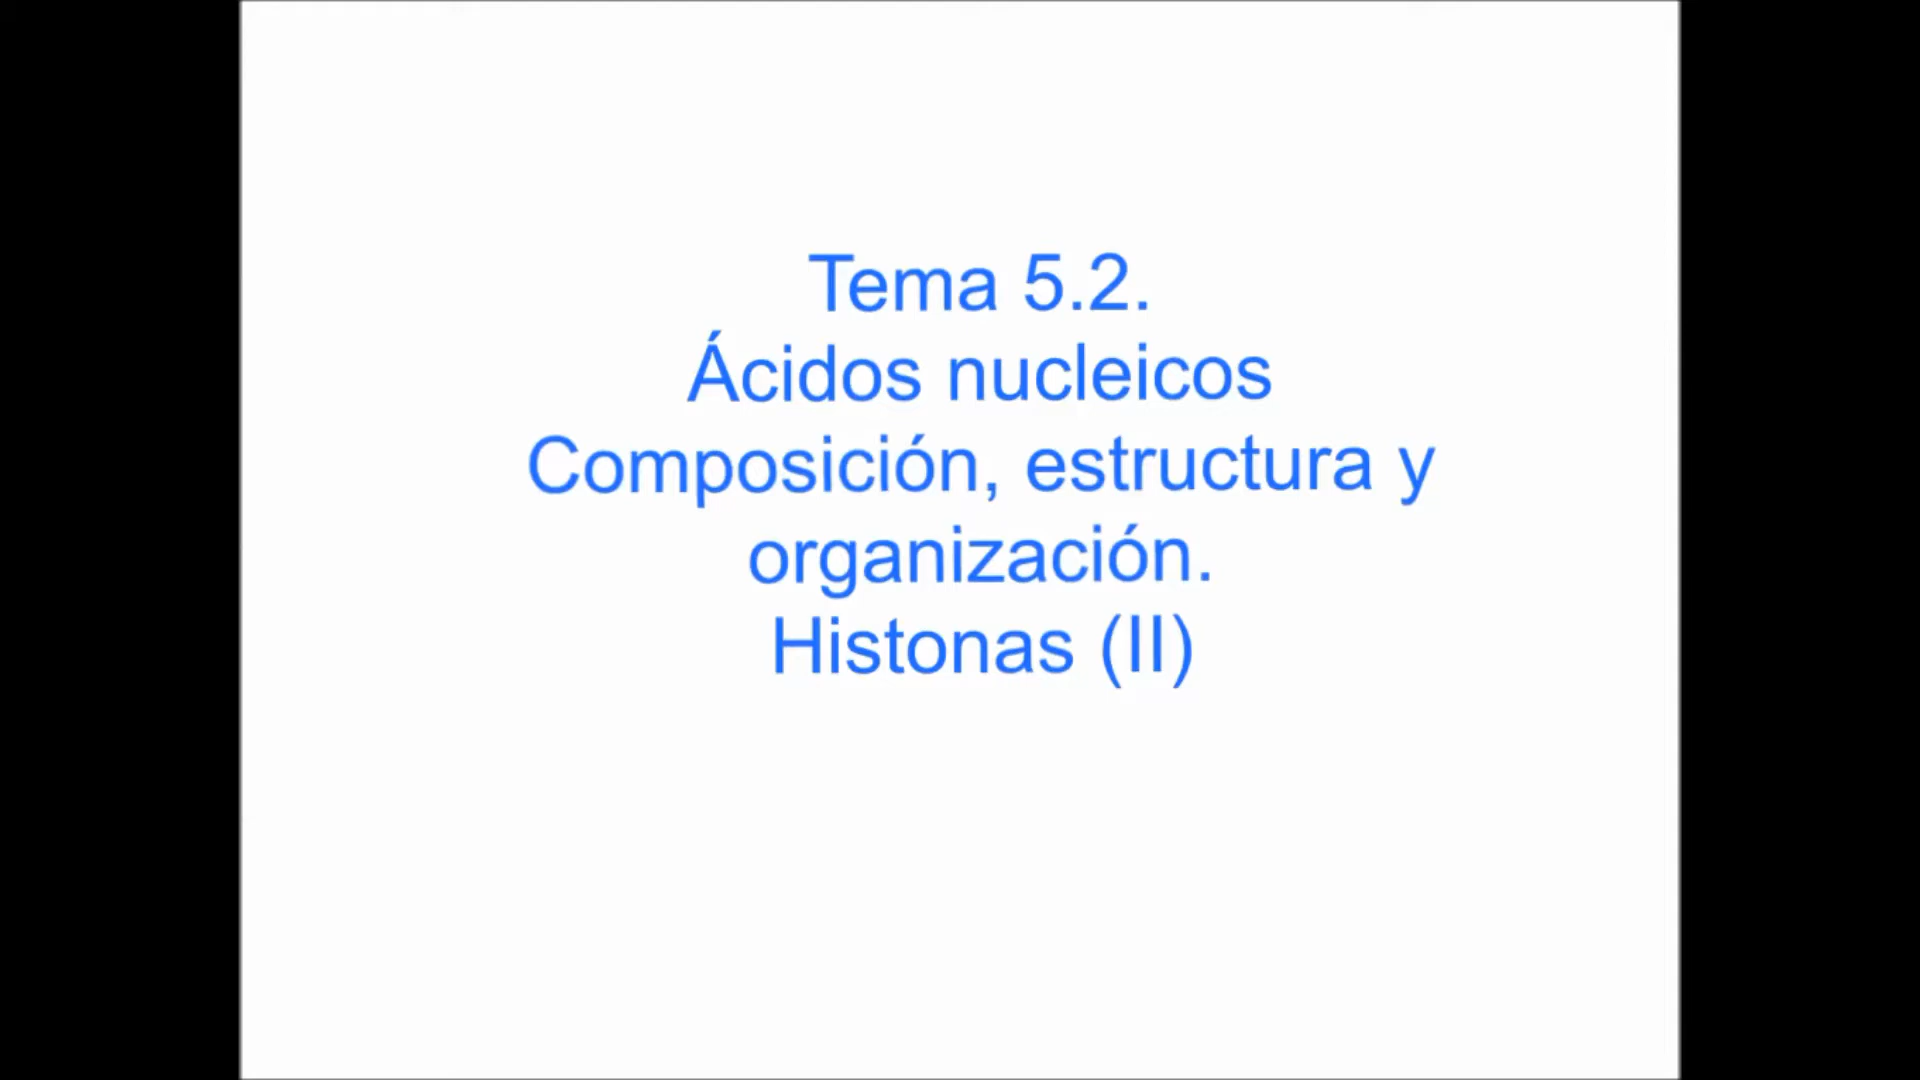 Tema 5.2.
Ácidos nucleicos
Composición, estructura y
organización.
Histonas (II)